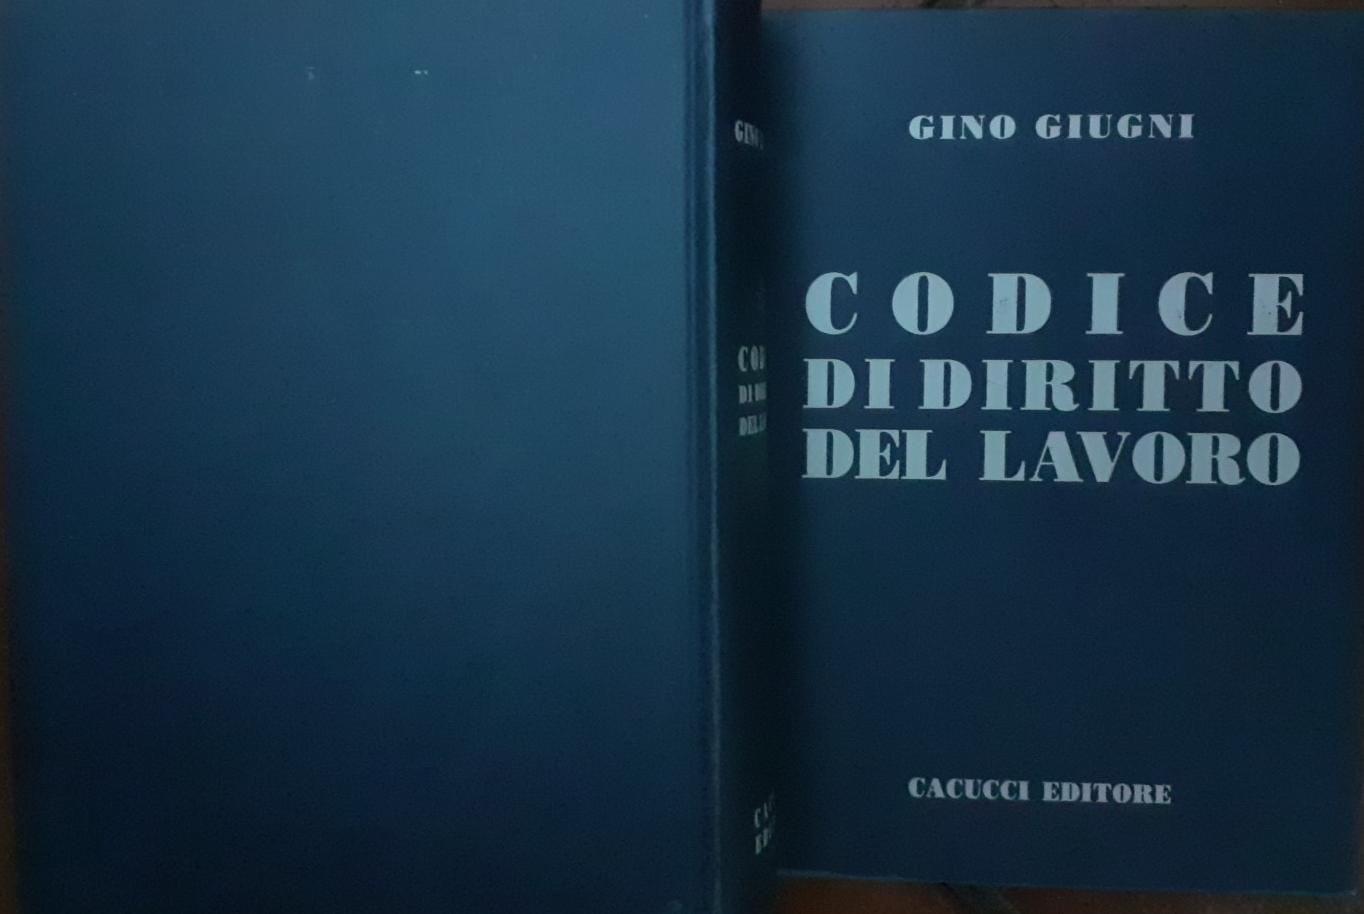 GINO GIUGNI
CODICE
DI DIRITTO
DEL LAVORO
CACUCCI EDITORE